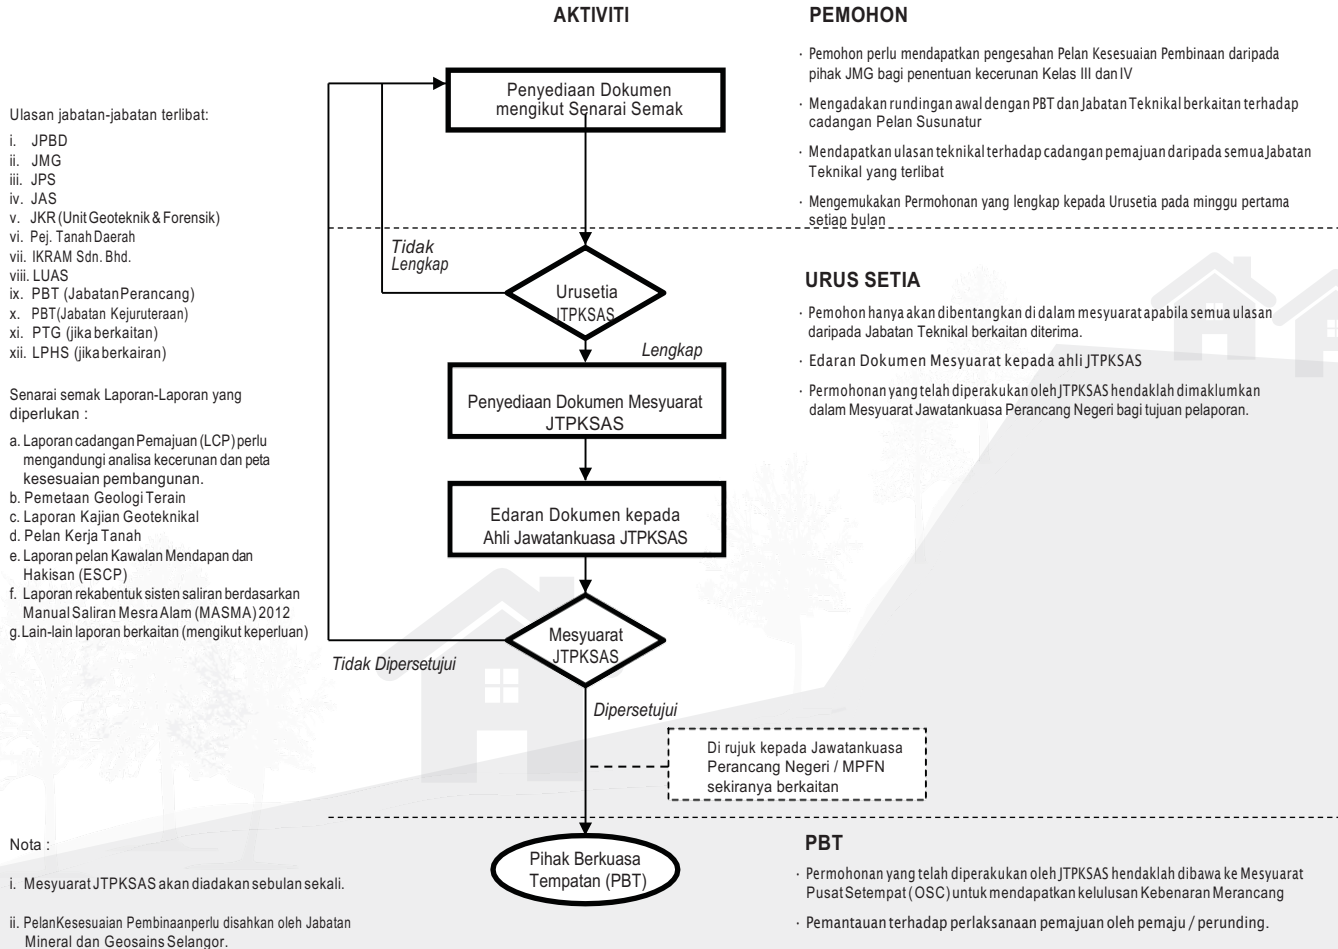 AKTIVITI
PEMOHON
Ulasan jabatan-jabatan terlibat:
i. JPBD
ii. JMG
iii. JPS
iv. JAS
v. JKR (Unit Geoteknik & Forensik)
vi. Pej. Tanah Daerah
vii. IKRAM Sdn. Bhd.
viii. LUAS
ix. PBT (Jabatan Perancang)
x. PBT(Jabatan Kejuruteraan)
xi. PTG (jika berkaitan)
xii. LPHS (jika berkairan)
Senarai semak Laporan-Laporan yang
diperlukan :
a. Laporan cadangan Pemajuan (LCP) perlu
mengandungi analisa kecerunan dan peta
kesesuaian pembangunan.
b. Pemetaan Geologi Terain
c. Laporan Kajian Geoteknikal
d. Pelan Kerja Tanah
e. Laporan pelan Kawalan Mendapan dan
Hakisan (ESCP)
f. Laporan rekabentuk sisten saliran berdasarkan
Manual Saliran Mesra Alam (MASMA) 2012
g. Lain-lain laporan berkaitan (mengikut keperluan)
Nota :
i. Mesyuarat JTPKSAS akan diadakan sebulan sekali.
ii. Pelan Kesesuaian Pembinaan perlu disahkan oleh Jabatan
Mineral dan Geosains Selangor.
Penyediaan Dokumen
mengikut Senarai Semak
Tidak
Lengkap
Urusetia
JTPKSAS
Lengkap
Penyediaan Dokumen Mesyuarat
JTPKSAS
Edaran Dokumen kepada
Ahli Jawatankuasa JTPKSAS
Mesyuarat
JTPKSAS
Tidak Dipersetujui
Dipersetujui
Di rujuk kepada Jawatankuasa
Perancang Negeri / MPFN
sekiranya berkaitan
Pihak Berkuasa
Tempatan (PBT)
· Pemohon perlu mendapatkan pengesahan Pelan Kesesuaian Pembinaan daripada
pihak JMG bagi penentuan kecerunan Kelas III dan IV
· Mengadakan rundingan awal dengan PBT dan Jabatan Teknikal berkaitan terhadap
cadangan Pelan Susunatur
· Mendapatkan ulasan teknikal terhadap cadangan pemajuan daripada semua Jabatan
Teknikal yang terlibat
· Mengemukakan Permohonan yang lengkap kepada Urusetia pada minggu pertama
setiap bulan
URUS SETIA
· Pemohon hanya akan dibentangkan di dalam mesyuarat apabila semua ulasan
daripada Jabatan Teknikal berkaitan diterima.
· Edaran Dokumen Mesyuarat kepada ahli JTPKSAS
· Permohonan yang telah diperakukan oleh JTPKSAS hendaklah dimaklumkan
dalam Mesyuarat Jawatankuasa Perancang Negeri bagi tujuan pelaporan.
PBT
· Permohonan yang telah diperakukan oleh JTPKSAS hendaklah dibawa ke Mesyuarat
Pusat Setempat (OSC) untuk mendapatkan kelulusan Kebenaran Merancang
· Pemantauan terhadap perlaksanaan pemajuan oleh pemaju / perunding.